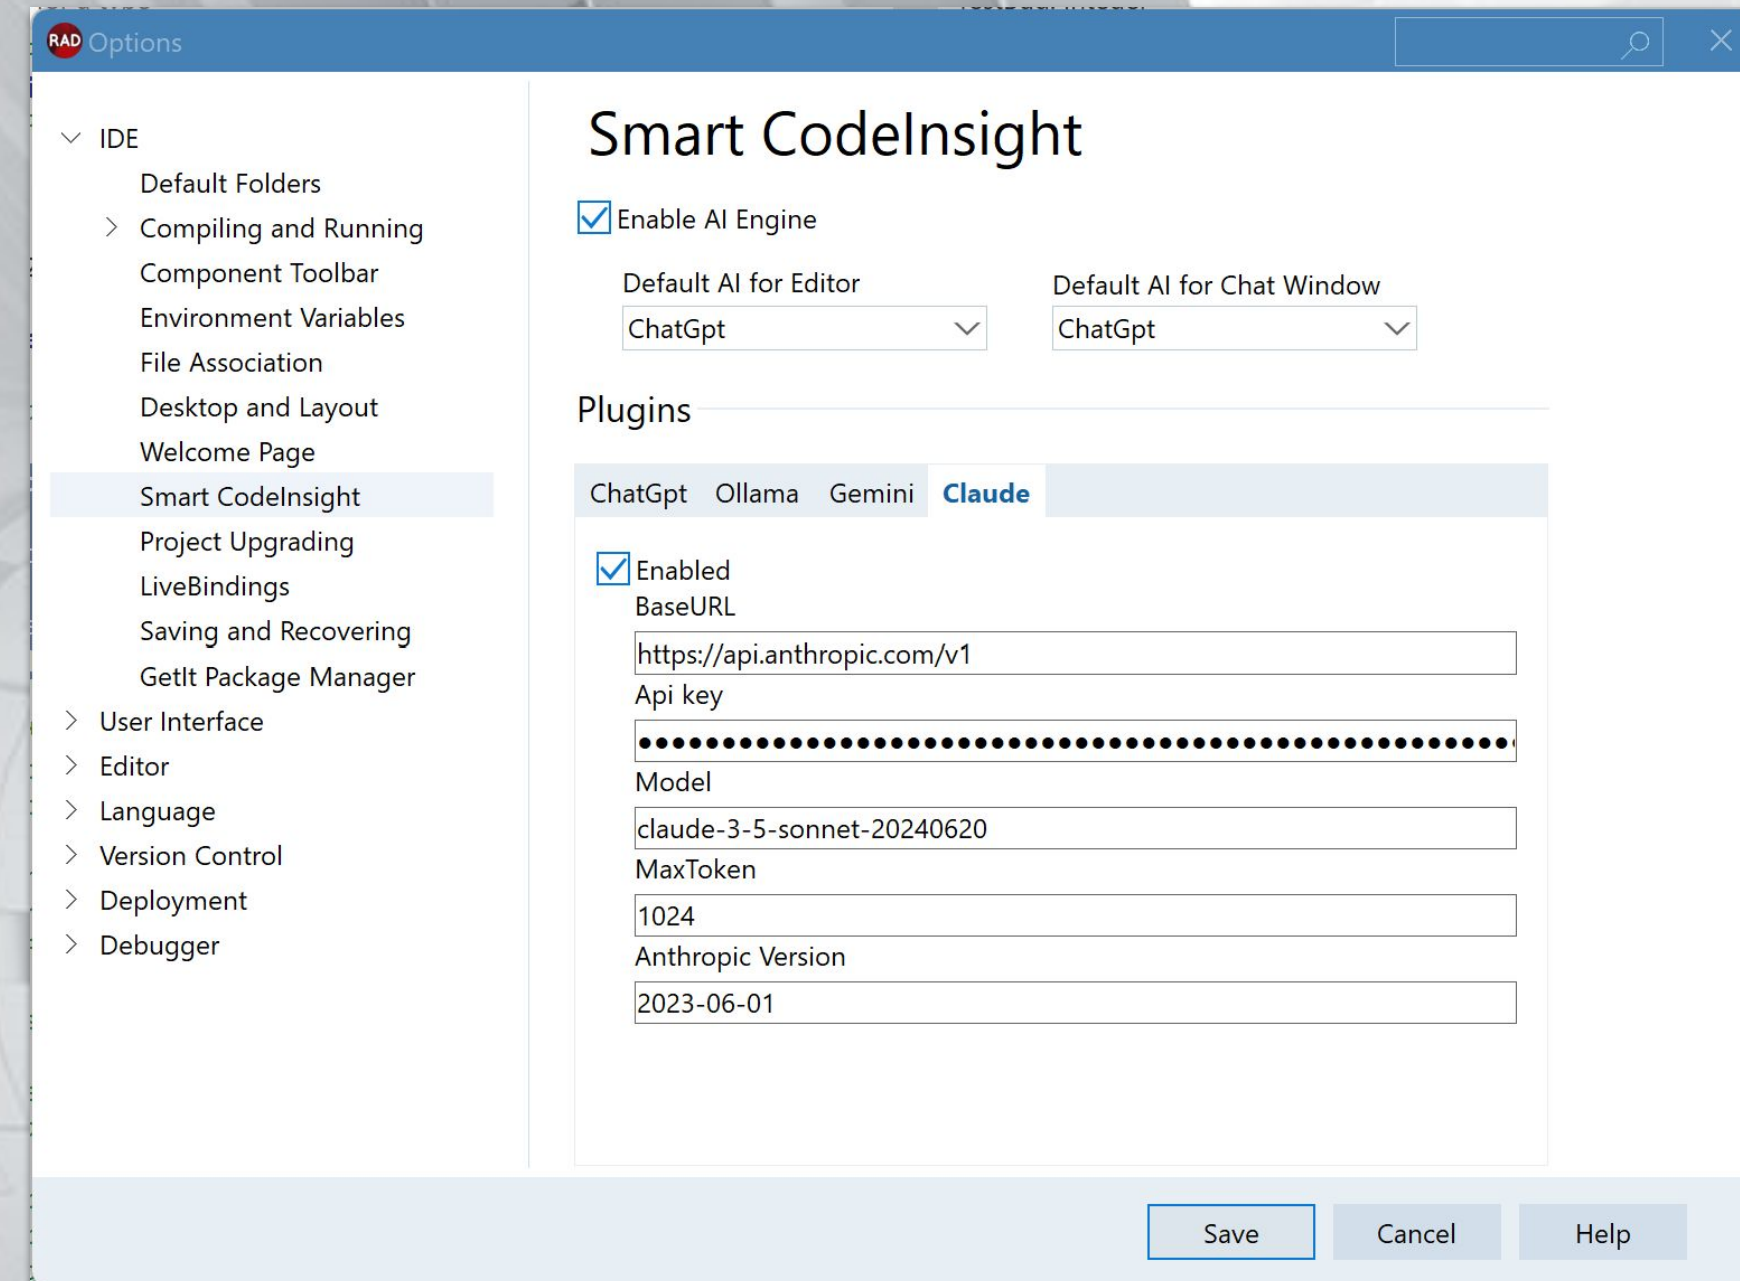 RAD Options
IDE
Default Folders
Compiling and Running
Component Toolbar
Environment Variables
File Association
Desktop and Layout
Welcome Page
Smart CodeInsight
Project Upgrading
LiveBindings
Saving and Recovering
GetIt Package Manager
User Interface
Editor
Language
Version Control
Deployment
Debugger
Smart CodeInsight
Enable AI Engine
Default AI for Editor
ChatGpt
Default AI for Chat Window
ChatGpt
Plugins
ChatGpt Ollama Gemini Claude
Enabled
BaseURL
https://api.anthropic.com/v1
Api key
Model
claude-3-5-sonnet-20240620
MaxToken
1024
Anthropic Version
2023-06-01
Save Cancel Help